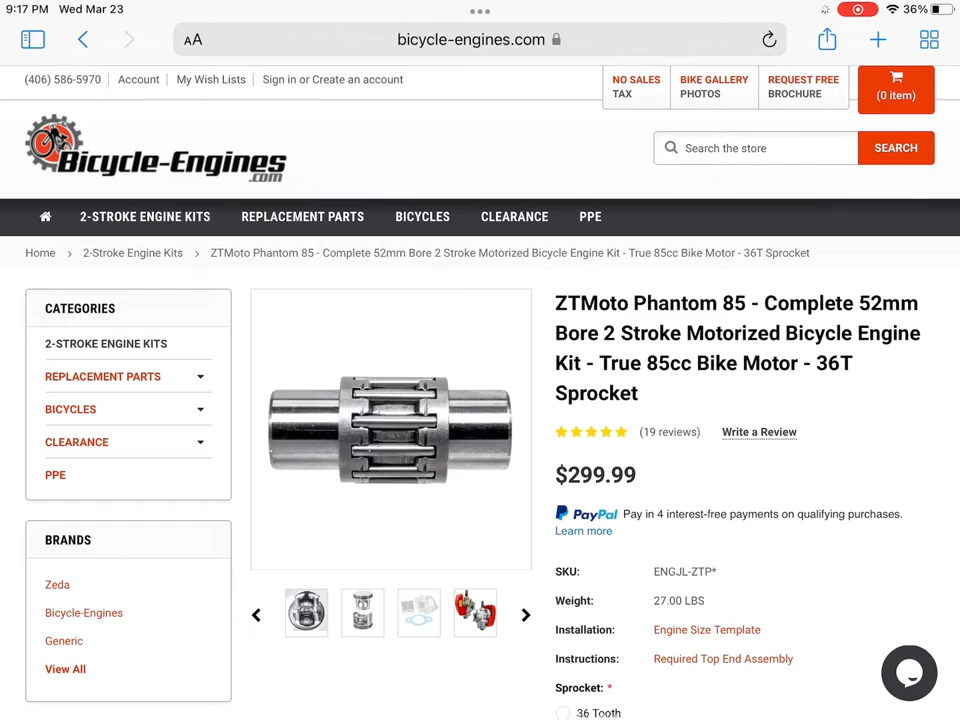 9:17 PM Wed Mar 23
36%
AA
bicycle-engines.com
(406) 586-5970
Account
My Wish Lists
Sign in or Create an account
NO SALES
TAX
BIKE GALLERY
PHOTOS
REQUEST FREE
BROCHURE
(0 item)
Bicycle-Engines
.com
Search the store
SEARCH
2-STROKE ENGINE KITS
REPLACEMENT PARTS
BICYCLES
CLEARANCE
PPE
Home > 2-Stroke Engine Kits > ZTMoto Phantom 85 - Complete 52mm Bore 2 Stroke Motorized Bicycle Engine Kit - True 85cc Bike Motor - 36T Sprocket
CATEGORIES
2-STROKE ENGINE KITS
REPLACEMENT PARTS
BICYCLES
CLEARANCE
PPE
BRANDS
Zeda
Bicycle-Engines
Generic
View All
ZTMoto Phantom 85 - Complete 52mm
Bore 2 Stroke Motorized Bicycle Engine
Kit - True 85cc Bike Motor - 36T
Sprocket
(19 reviews)
Write a Review
$299.99
PayPal Pay in 4 interest-free payments on qualifying purchases.
Learn more
SKU: ENGJL-ZTP*
Weight: 27.00 LBS
Installation: Engine Size Template
Instructions: Required Top End Assembly
Sprocket: *
36 Tooth